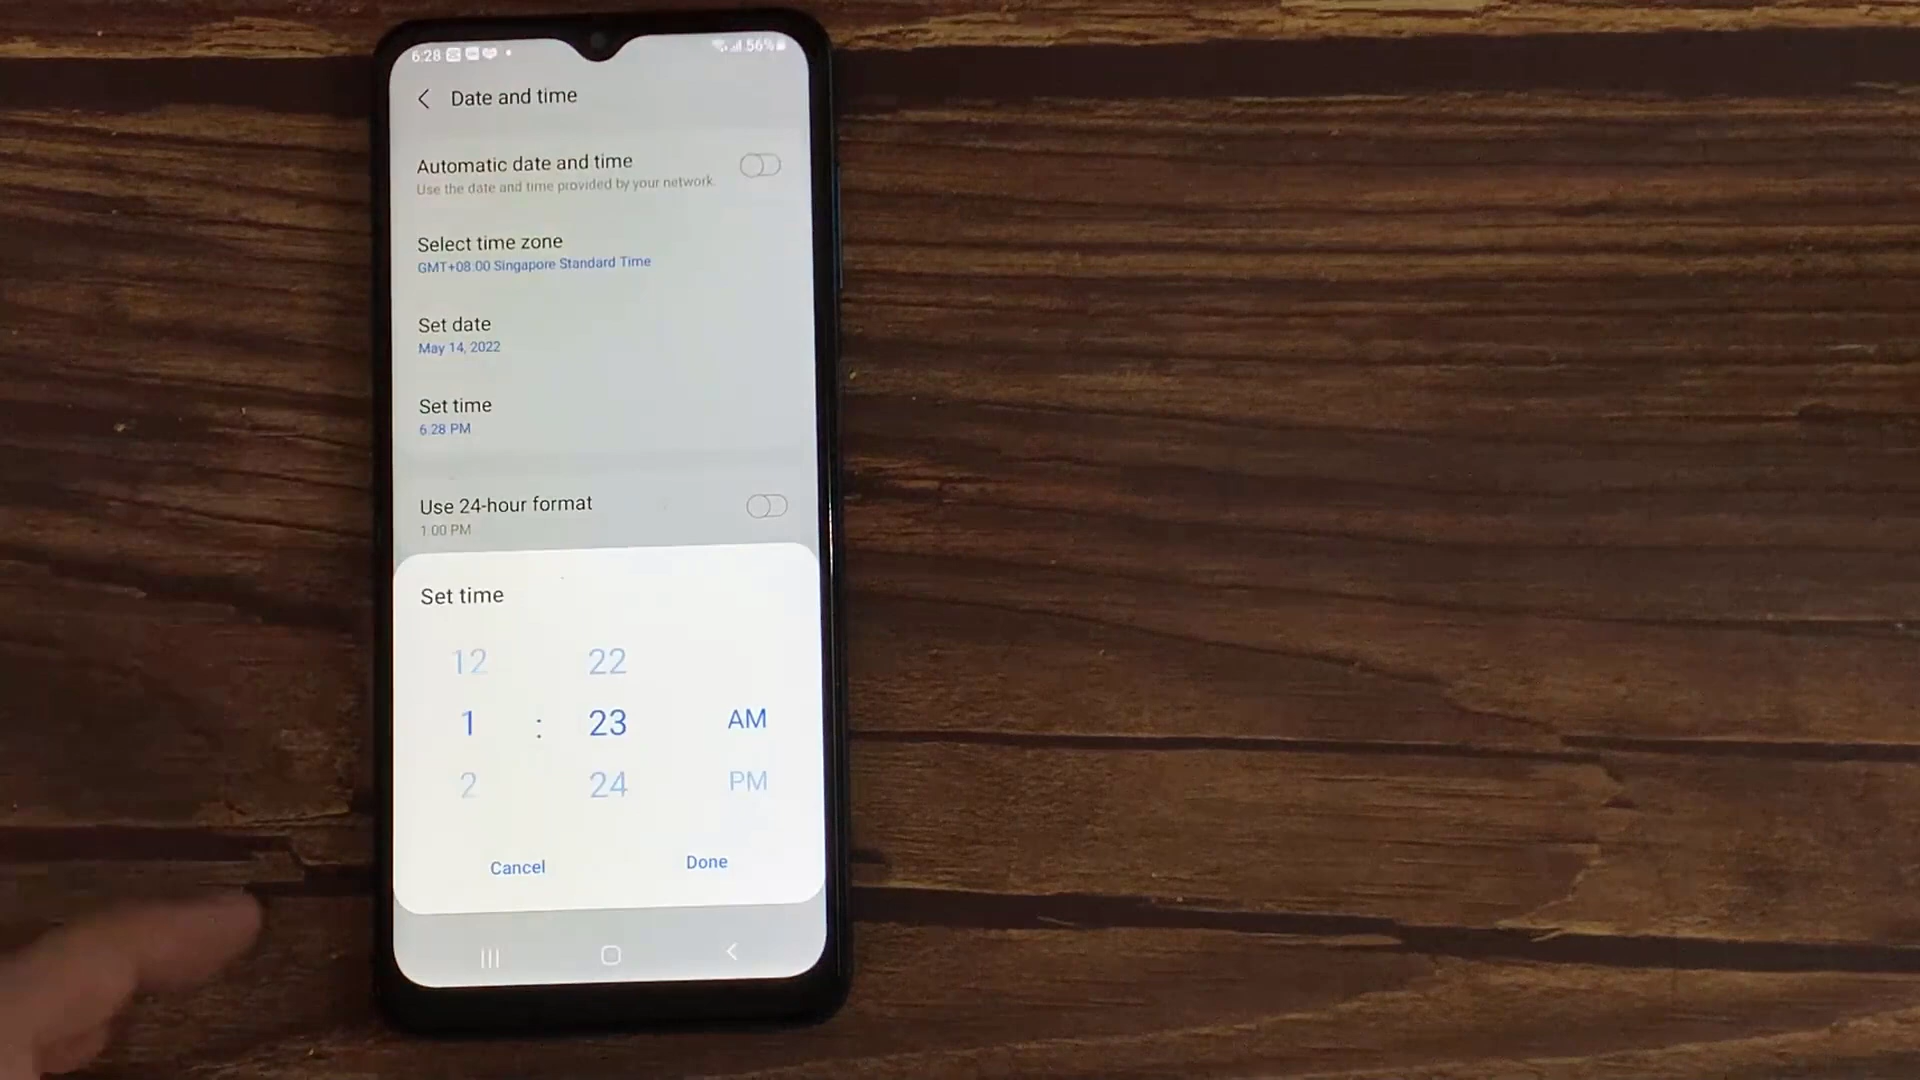 6:28 56%
Date and time
Automatic date and time
Use the date and time provided by your network.
Select time zone
GMT+08:00 Singapore Standard Time
Set date
May 14, 2022
Set time
6:28 PM
Use 24-hour format
1:00 PM
Set time
12 22
1 : 23 AM
2 24 PM
Cancel Done